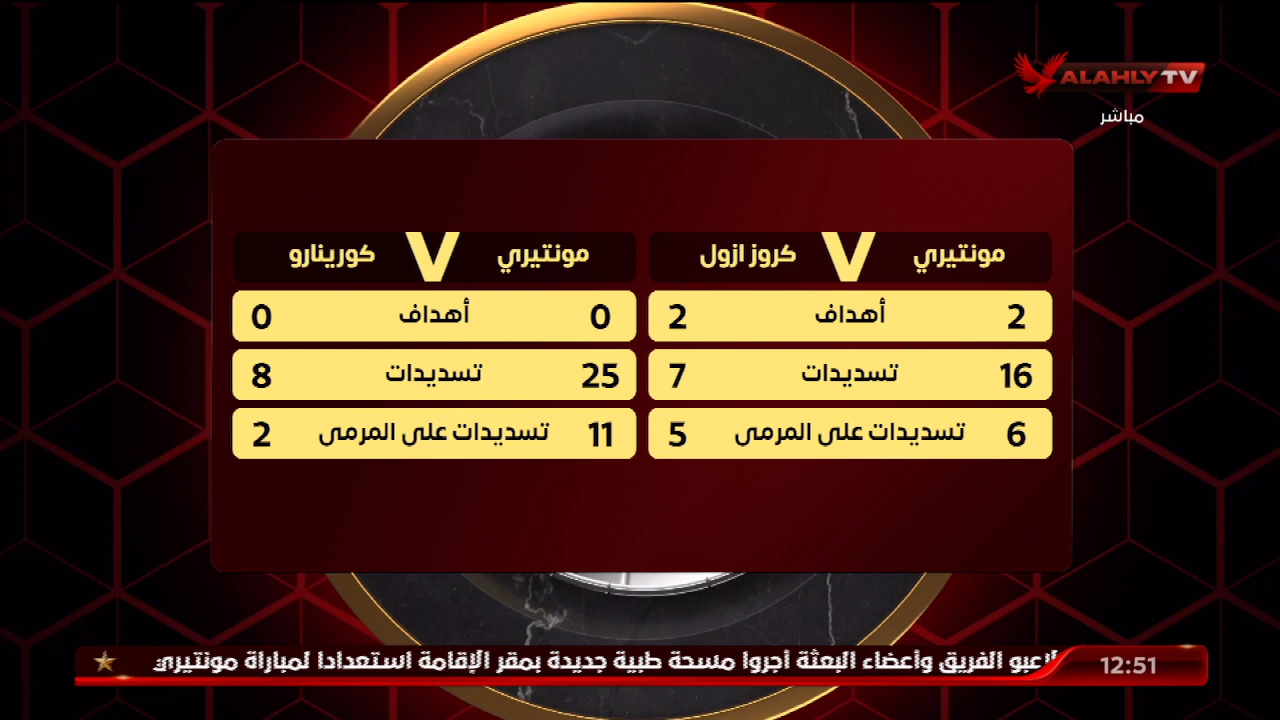 ALAHLY TV
مباشر
مونتيري V كروز ازول
2 أهداف 2
16 تسديدات 7
6 تسديدات على المرمى 5
مونتيري V كورينارو
0 أهداف 0
25 تسديدات 8
11 تسديدات على المرمى 2
12:51
لاعبو الفريق وأعضاء البعثة أجروا مسحة طبية جديدة بمقر الإقامة استعدادا لمباراة مونتيري